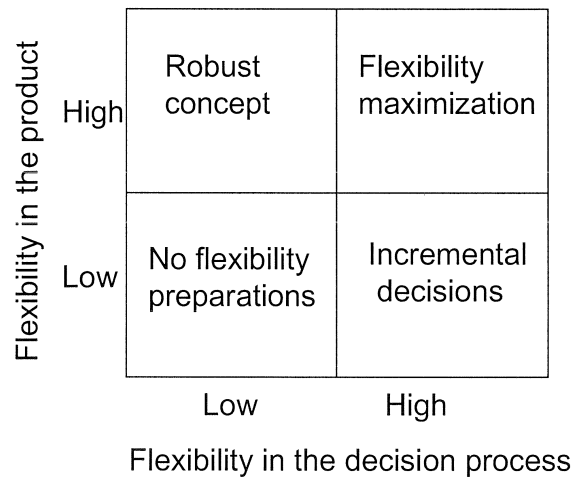 Flexibility in the product
High
Robust
concept
Flexibility
maximization
Low
No flexibility
preparations
Incremental
decisions
Low
High
Flexibility in the decision process